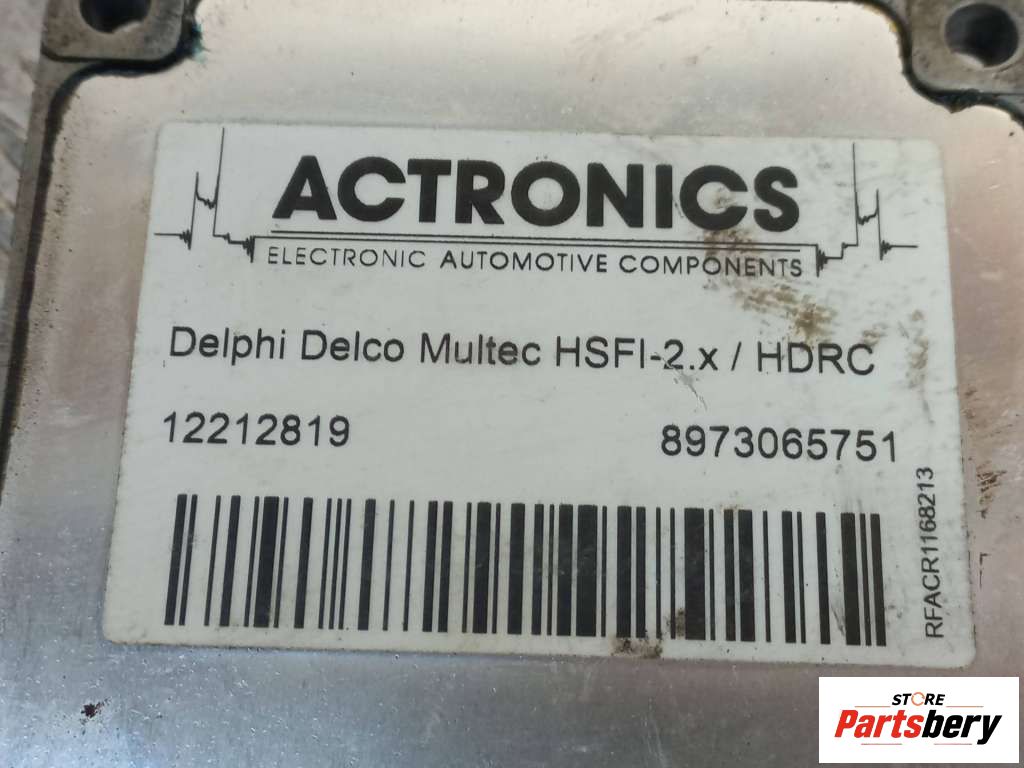 ACTRONICS
ELECTRONIC AUTOMOTIVE COMPONENTS
Delphi Delco Multec HSFI-2.x / HDRC
12212819 8973065751
RFACR1168213
STORE
Partsbery